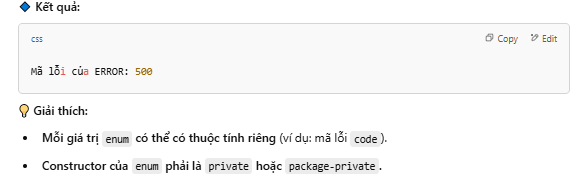 Kết quả:
css
Copy
Edit
Mã lỗi của ERROR: 500
Giải thích:
Mỗi giá trị enum có thể có thuộc tính riêng (ví dụ: mã lỗi code).
Constructor của enum phải là private hoặc package-private.